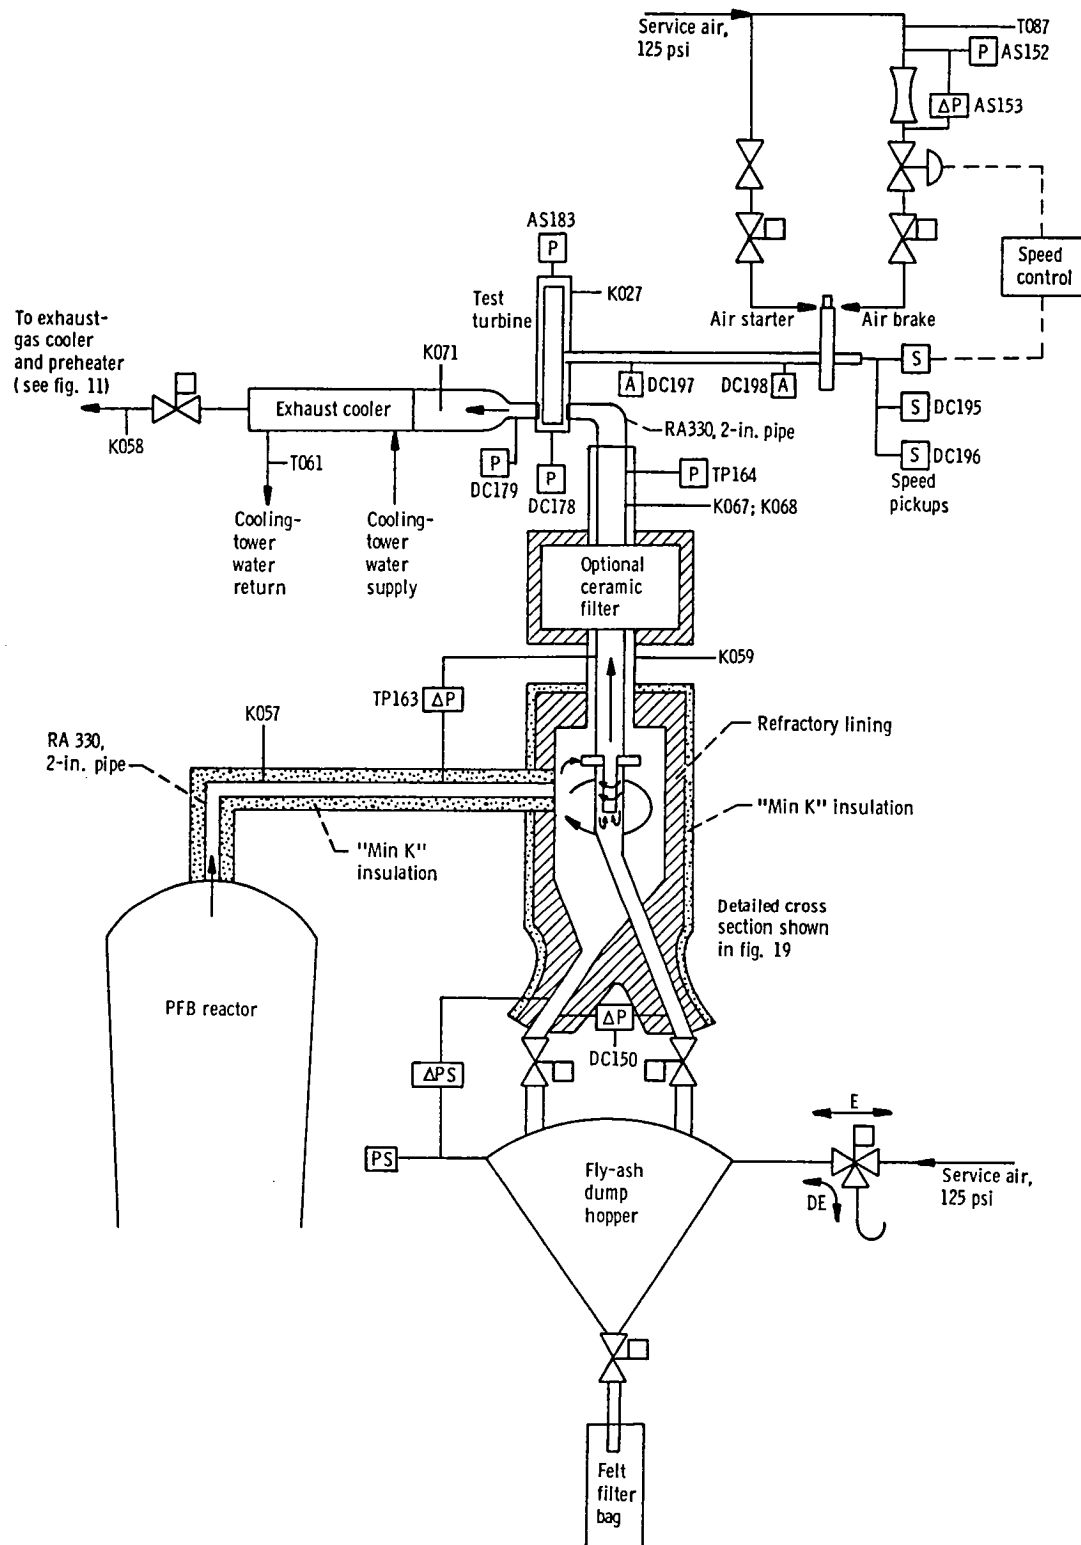 Service air,
125 psi
T087
P
AS152
ΔP
AS153
AS183
P
Speed
control
Test
turbine
K027
To exhaust-
gas cooler
and preheater
(see fig. 11)
Air starter
Air brake
K071
A
DC197
DC198
A
S
Exhaust cooler
S
DC195
K058
RA330, 2-in. pipe
T061
P
DC179
P
DC178
P
TP164
S
DC196
Speed
pickups
K067; K068
Cooling-
tower
water
return
Cooling-
tower
water
supply
Optional
ceramic
filter
K059
TP163
ΔP
K057
RA 330,
2-in. pipe
Refractory lining
"Min K"
insulation
"Min K"
insulation
Detailed cross
section shown
in fig. 19
PFB reactor
ΔP
DC150
ΔPS
E
PS
Fly-ash
dump
hopper
Service air,
125 psi
DE
Felt
filter
bag